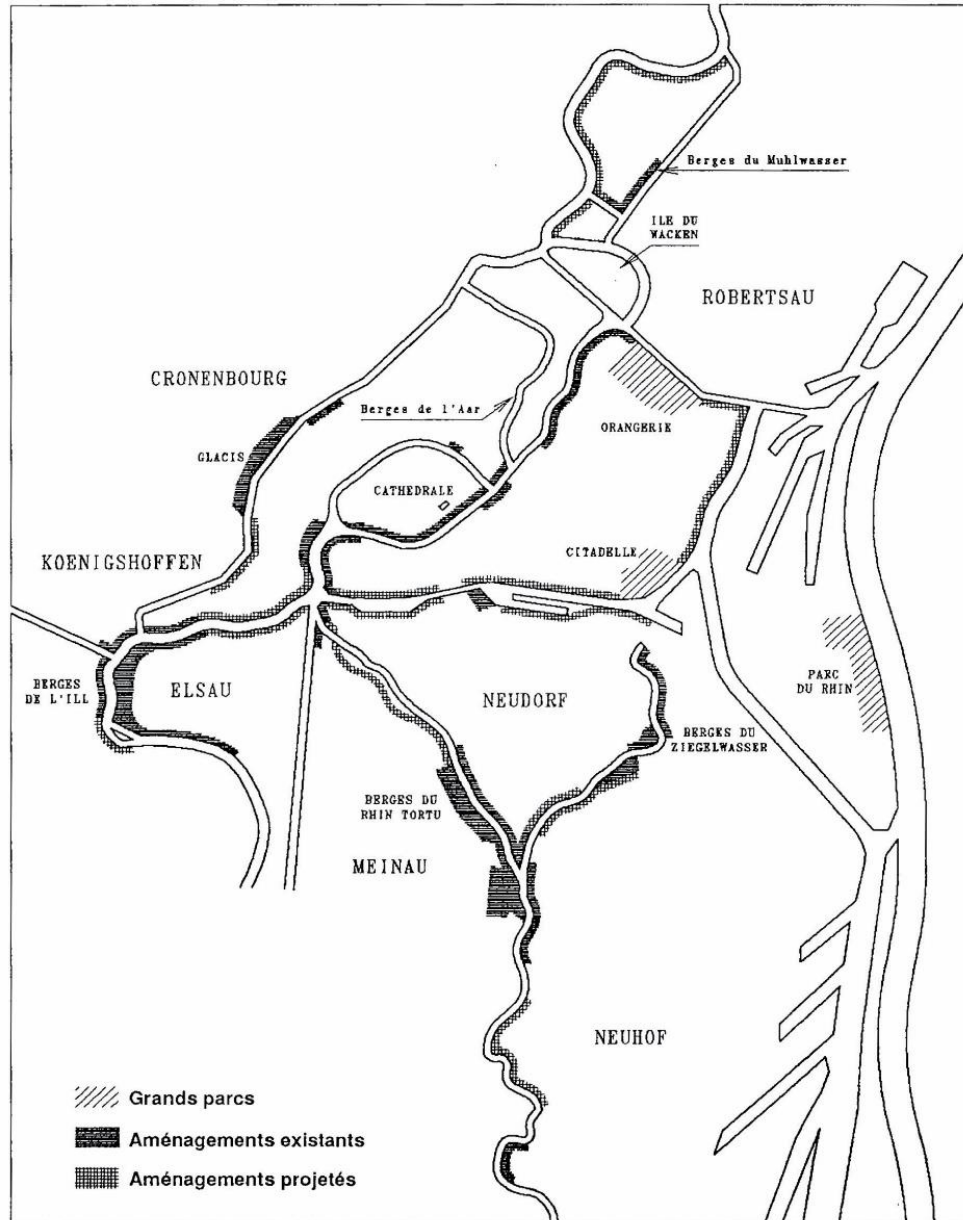 Berges du Muhlwasser
ILE DU
WACKEN
ROBERTSAU
CRONENBOURG
Berges de l'Aar
ORANGERIE
GLACIS
CATHEDRALE
KOENIGSHOFFEN
CITADELLE
BERGES
DE L'ILL
ELSAU
NEUDORF
PARC
DU RHIN
BERGES DU
ZIEGELWASSER
BERGES DU
RHIN TORTU
MEINAU
NEUHOF
Grands parcs
Aménagements existants
Aménagements projetés